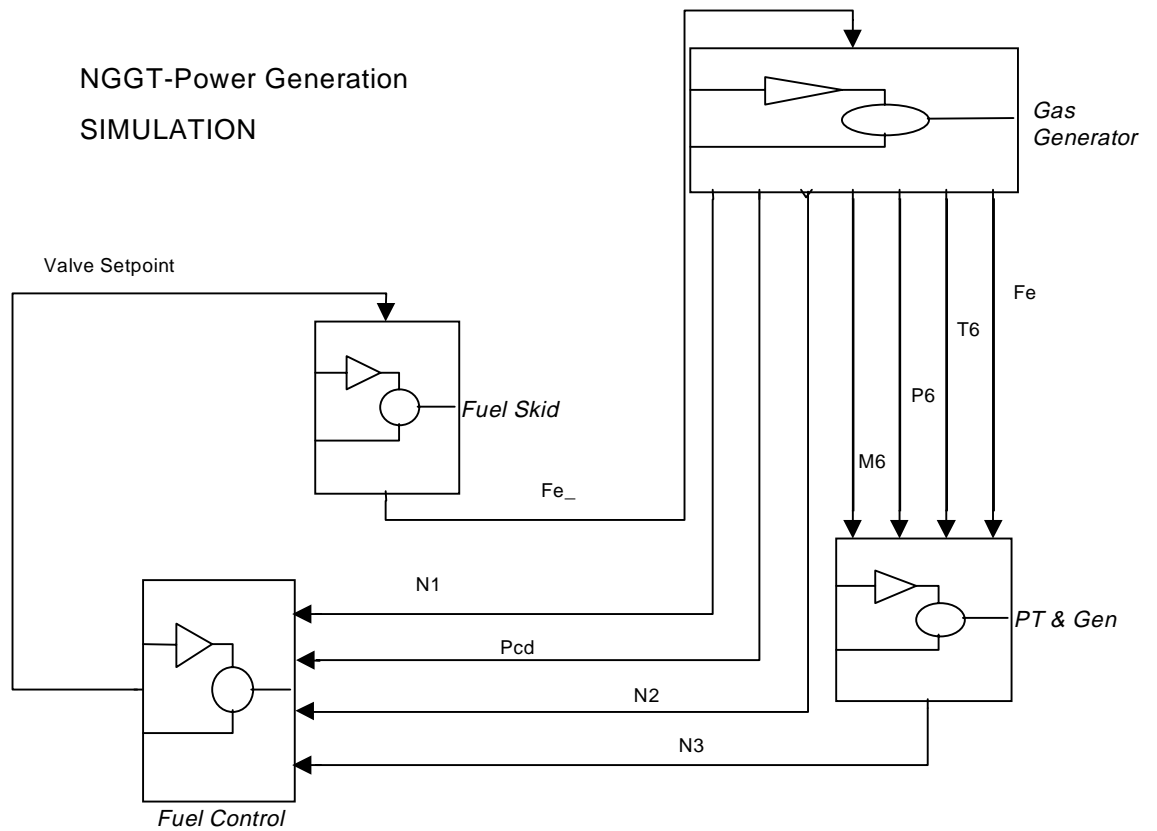 NGGT-Power Generation
SIMULATION
Gas
Generator
Valve Setpoint
Fe
T6
P6
M6
Fuel Skid
Fe_
N1
PT & Gen
Pcd
N2
N3
Fuel Control